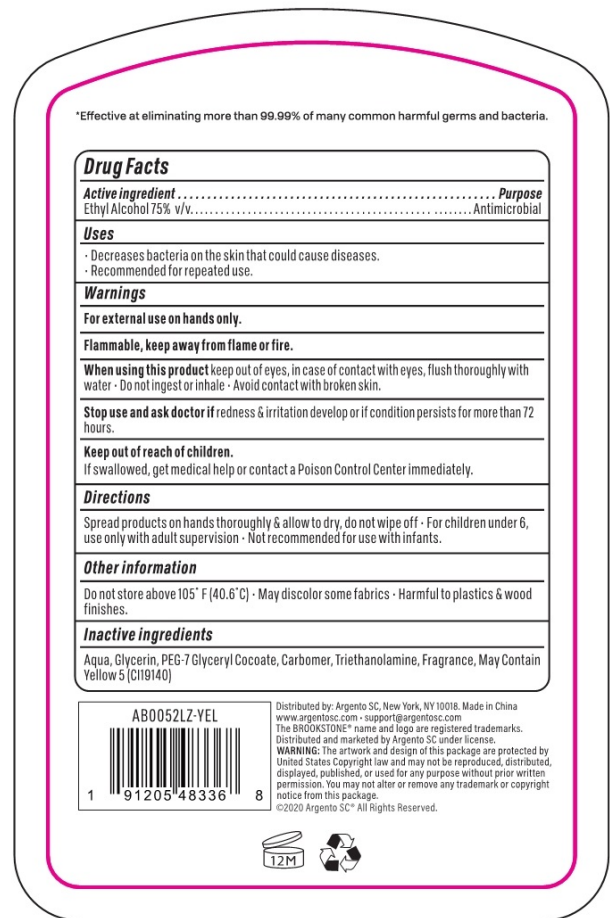 *Effective at eliminating more than 99.99% of many common harmful germs and bacteria.
Drug Facts
Active ingredient ........................................................ Purpose
Ethyl Alcohol 75% v/v........................................................ Antimicrobial
Uses
· Decreases bacteria on the skin that could cause diseases.
· Recommended for repeated use.
Warnings
For external use on hands only.
Flammable, keep away from flame or fire.
When using this product keep out of eyes, in case of contact with eyes, flush thoroughly with
water · Do not ingest or inhale · Avoid contact with broken skin.
Stop use and ask doctor if redness & irritation develop or if condition persists for more than 72
hours.
Keep out of reach of children.
If swallowed, get medical help or contact a Poison Control Center immediately.
Directions
Spread products on hands thoroughly & allow to dry, do not wipe off · For children under 6,
use only with adult supervision · Not recommended for use with infants.
Other information
Do not store above 105° F (40.6°C) · May discolor some fabrics · Harmful to plastics & wood
finishes.
Inactive ingredients
Aqua, Glycerin, PEG-7 Glyceryl Cocoate, Carbomer, Triethanolamine, Fragrance, May Contain
Yellow 5 (CI19140)
AB0052LZ-YEL
1 91205 48336 8
Distributed by: Argento SC, New York, NY 10018. Made in China
www.argentosc.com · support@argentosc.com
The BROOKSTONE® name and logo are registered trademarks.
Distributed and marketed by Argento SC under license.
WARNING: The artwork and design of this package are protected by
United States Copyright law and may not be reproduced, distributed,
displayed, published, or used for any purpose without prior written
permission. You may not alter or remove any trademark or copyright
notice from this package.
©2020 Argento SC® All Rights Reserved.
12M